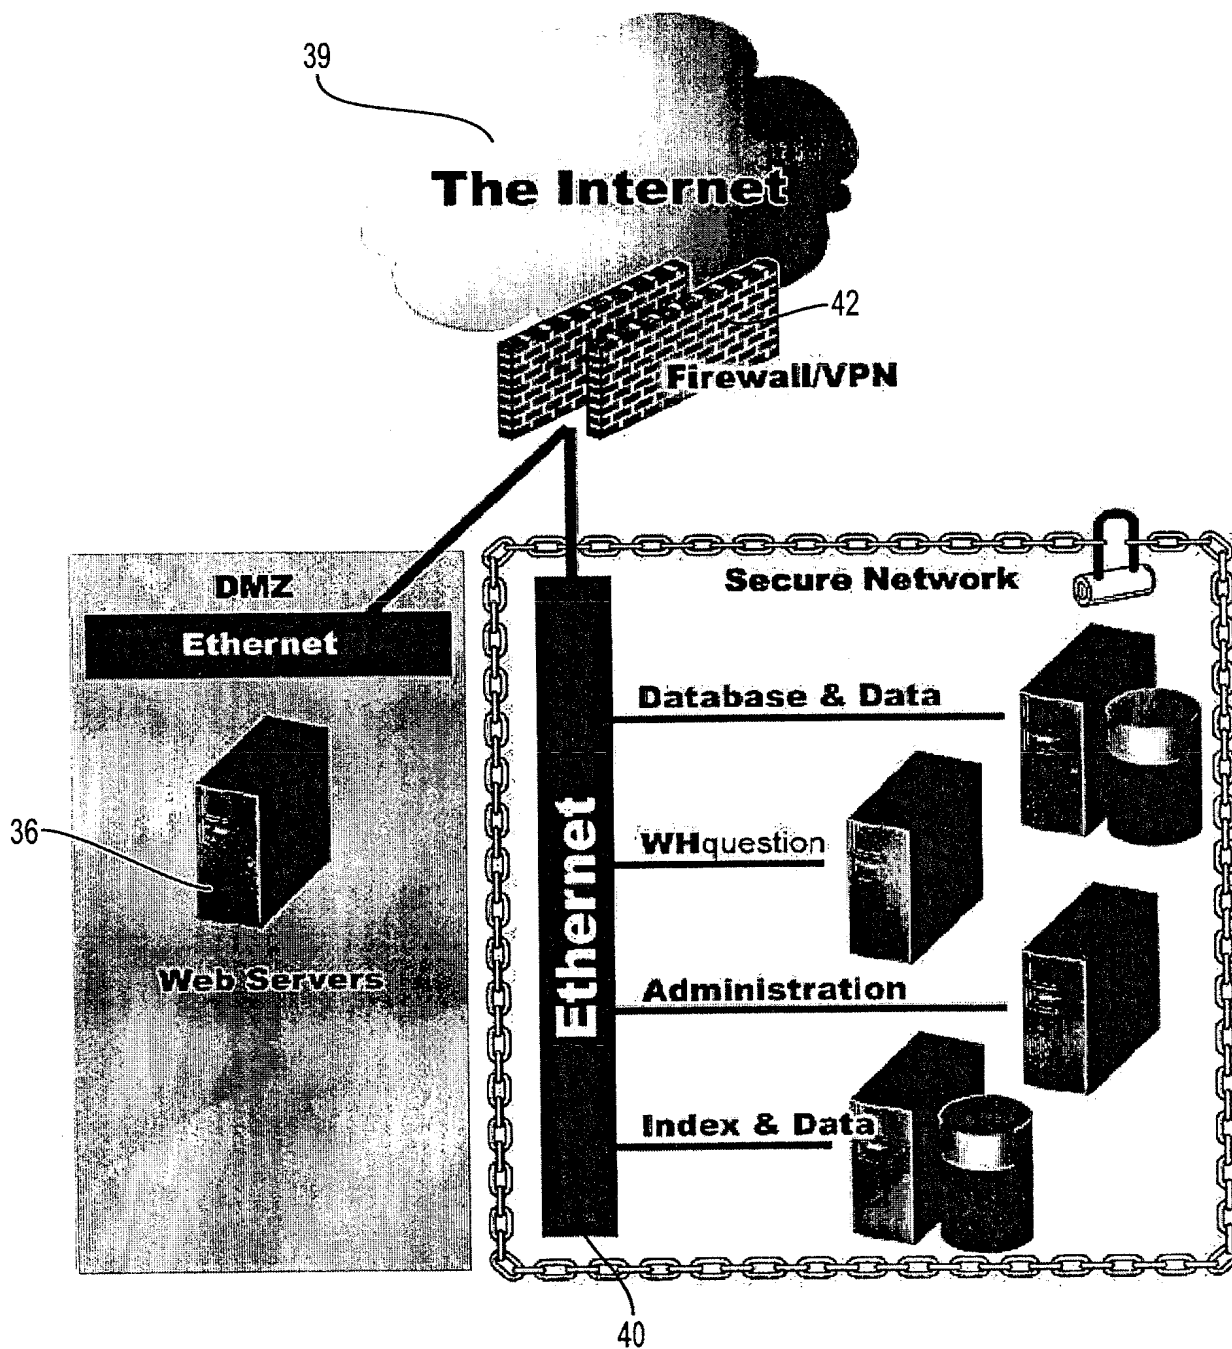 39
The Internet
42
Firewall/VPN
DMZ
Ethernet
36
Web Servers
Secure Network
Database & Data
WHquestion
Ethernet
Administration
Index & Data
40